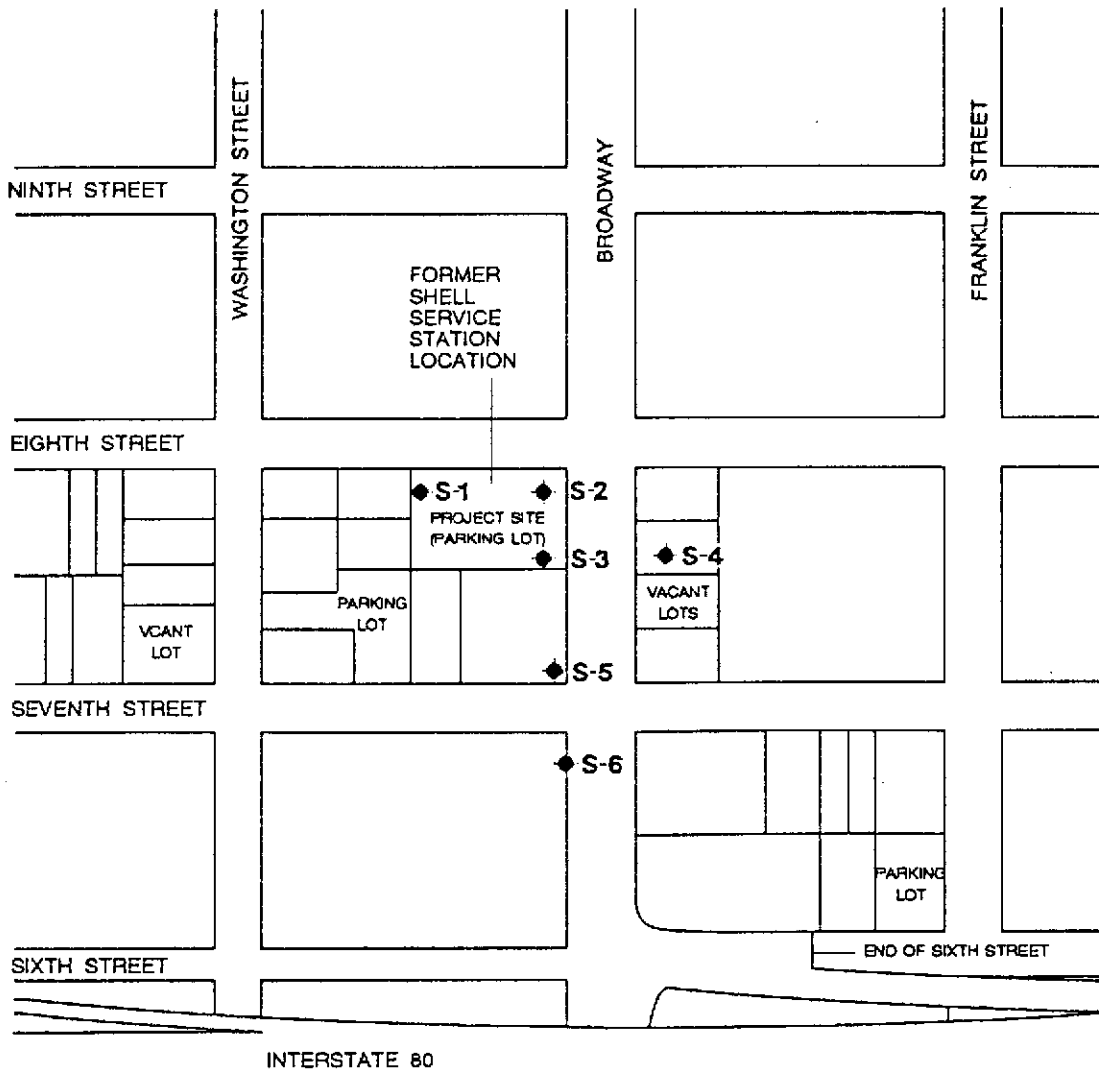 WASHINGTON STREET
BROADWAY
FRANKLIN STREET
NINTH STREET
FORMER
SHELL
SERVICE
STATION
LOCATION
EIGHTH STREET
S-1
S-2
PROJECT SITE
(PARKING LOT)
S-3
S-4
PARKING
LOT
VACANT
LOTS
VCANT
LOT
S-5
SEVENTH STREET
S-6
PARKING
LOT
END OF SIXTH STREET
SIXTH STREET
INTERSTATE 80